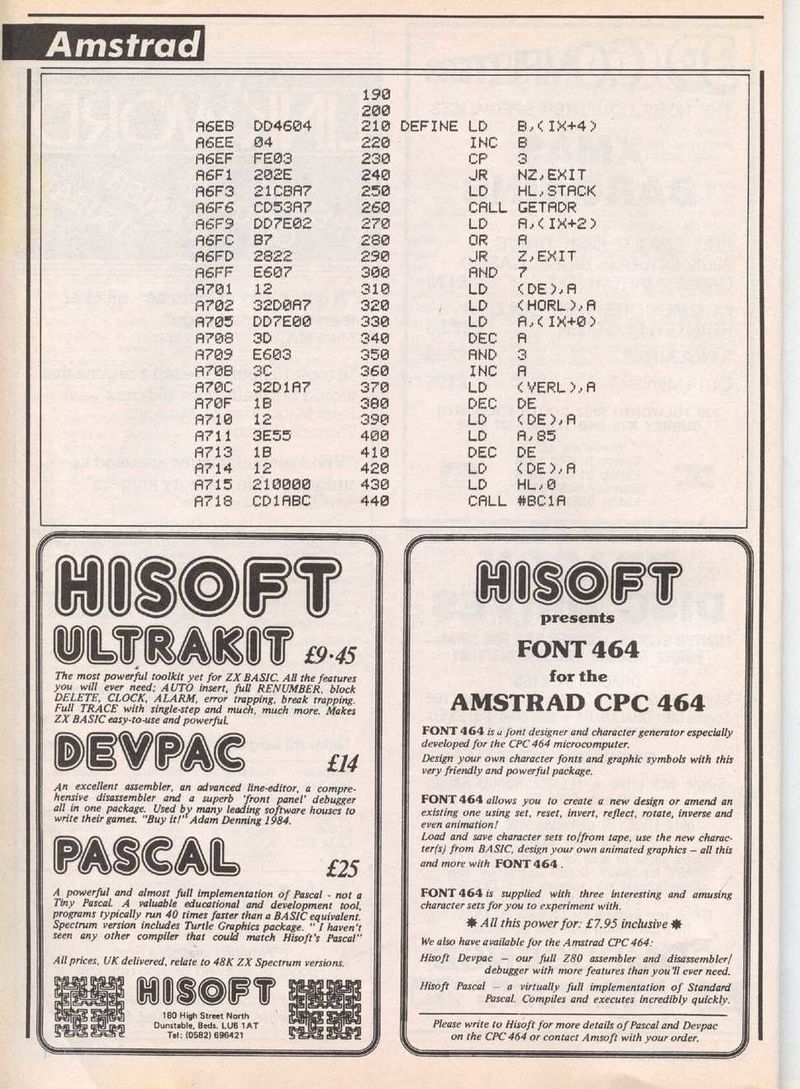 Amstrad
190
200
A6EB DD4604 210 DEFINE LD B,(IX+4)
A6EE 04 220 INC B
A6EF FE03 230 CP 3
A6F1 202E 240 JR NZ,EXIT
A6F3 21CBA7 250 LD HL,STACK
A6F6 CD53A7 260 CALL GETADR
A6F9 DD7E02 270 LD A,(IX+2)
A6FC B7 280 OR A
A6FD 2822 290 JR Z,EXIT
A6FF E607 300 AND 7
A701 12 310 LD (DE),A
A702 32D0A7 320 LD (HORL),A
A705 DD7E00 330 LD A,(IX+0)
A708 3D 340 DEC A
A709 E603 350 AND 3
A70B 3C 360 INC A
A70C 32D1A7 370 LD (VERL),A
A70F 1B 380 DEC DE
A710 12 390 LD (DE),A
A711 3E55 400 LD A,85
A713 1B 410 DEC DE
A714 12 420 LD (DE),A
A715 210000 430 LD HL,0
A718 CD1ABC 440 CALL #BC1A
HISOFT
ULTRAKIT £9·45
The most powerful toolkit yet for ZX BASIC. All the features
you will ever need; AUTO insert, full RENUMBER, block
DELETE, CLOCK, ALARM, error trapping, break trapping.
Full TRACE with single-step and much, much more. Makes
ZX BASIC easy-to-use and powerful.
DEVPAC £14
An excellent assembler, an advanced line-editor, a compre-
hensive disassembler and a superb 'front panel' debugger
all in one package. Used by many leading software houses to
write their games. "Buy it!" Adam Denning 1984.
PASCAL £25
A powerful and almost full implementation of Pascal - not a
Tiny Pascal. A valuable educational and development tool,
programs typically run 40 times faster than a BASIC equivalent.
Spectrum version includes Turtle Graphics package. " I haven't
seen any other compiler that could match Hisoft's Pascal"
All prices, UK delivered, relate to 48K ZX Spectrum versions.
HISOFT
180 High Street North
Dunstable, Beds. LU6 1AT
Tel: (0582) 696421
HISOFT
presents
FONT 464
for the
AMSTRAD CPC 464
FONT 464 is a font designer and character generator especially
developed for the CPC 464 microcomputer.
Design your own character fonts and graphic symbols with this
very friendly and powerful package.
FONT 464 allows you to create a new design or amend an
existing one using set, reset, invert, reflect, rotate, inverse and
even animation!
Load and save character sets to/from tape, use the new charac-
ter(s) from BASIC, design your own animated graphics – all this
and more with FONT 464 .
FONT 464 is supplied with three interesting and amusing
character sets for you to experiment with.
✱ All this power for: £7.95 inclusive ✱
We also have available for the Amstrad CPC 464:
Hisoft Devpac – our full Z80 assembler and disassembler/
debugger with more features than you'll ever need.
Hisoft Pascal – a virtually full implementation of Standard
Pascal. Compiles and executes incredibly quickly.
Please write to Hisoft for more details of Pascal and Devpac
on the CPC 464 or contact Amsoft with your order.